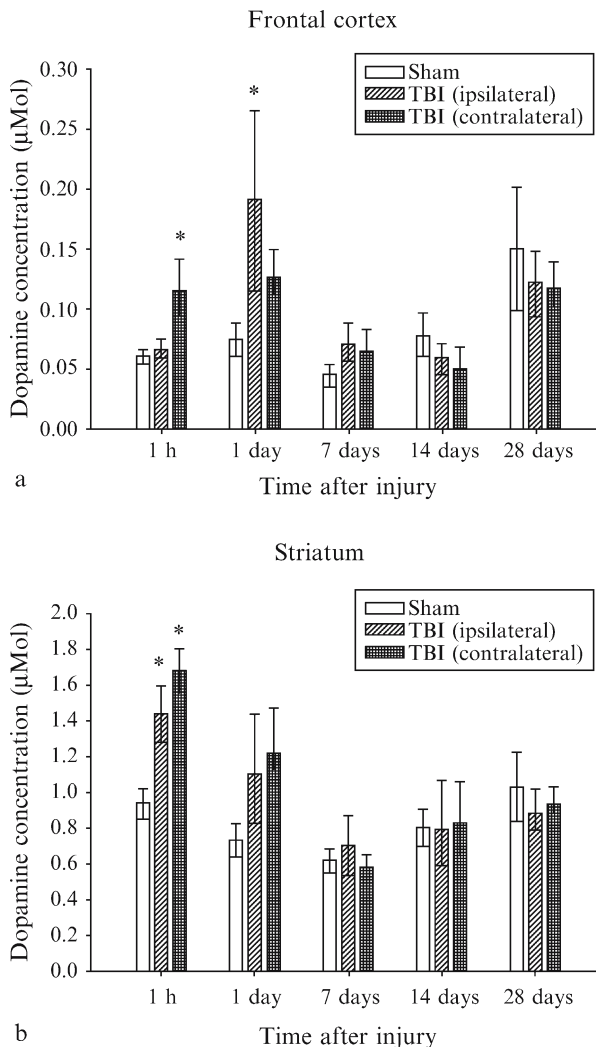 Frontal cortex
Dopamine concentration (μMol)
0.30
0.25
0.20
0.15
0.10
0.05
0.00
Sham
TBI (ipsilateral)
TBI (contralateral)
*
*
1 h 1 day 7 days 14 days 28 days
Time after injury
a
Striatum
Dopamine concentration (μMol)
2.0
1.8
1.6
1.4
1.2
1.0
0.8
0.6
0.4
0.2
0.0
Sham
TBI (ipsilateral)
TBI (contralateral)
* *
1 h 1 day 7 days 14 days 28 days
Time after injury
b